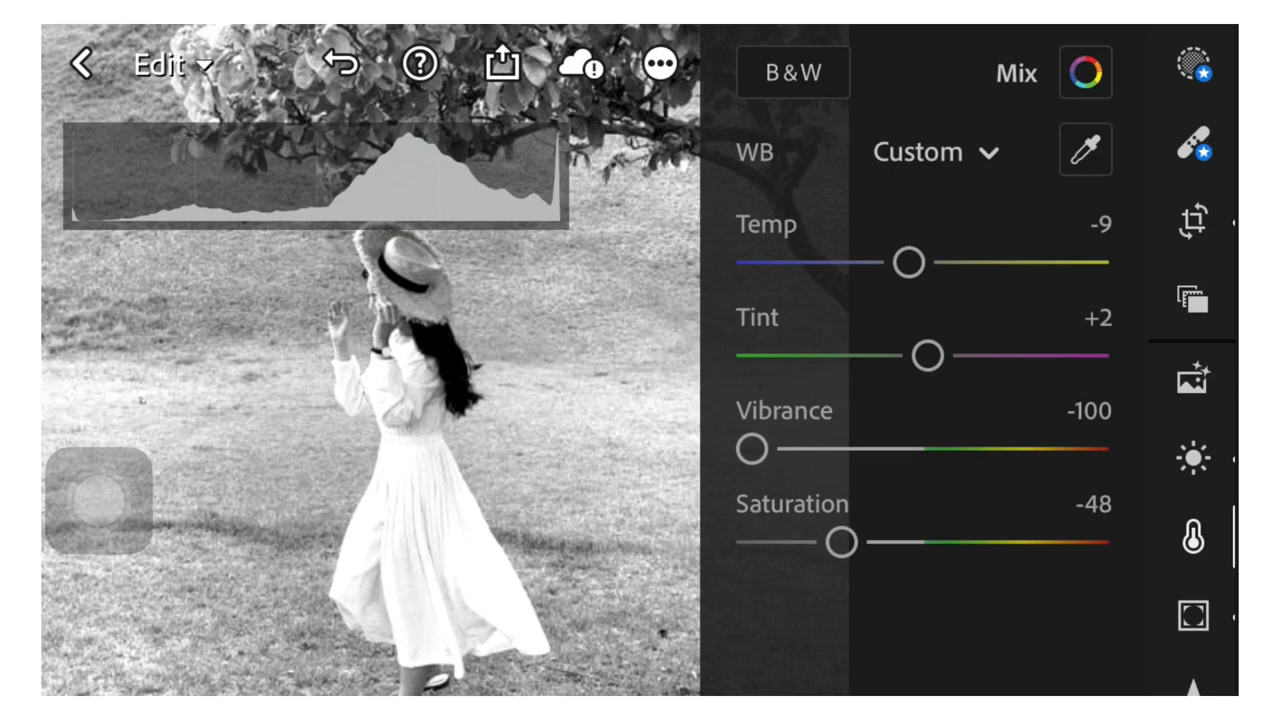 Edit
B&W
Mix
WB
Custom
Temp
-9
Tint
+2
Vibrance
-100
Saturation
-48